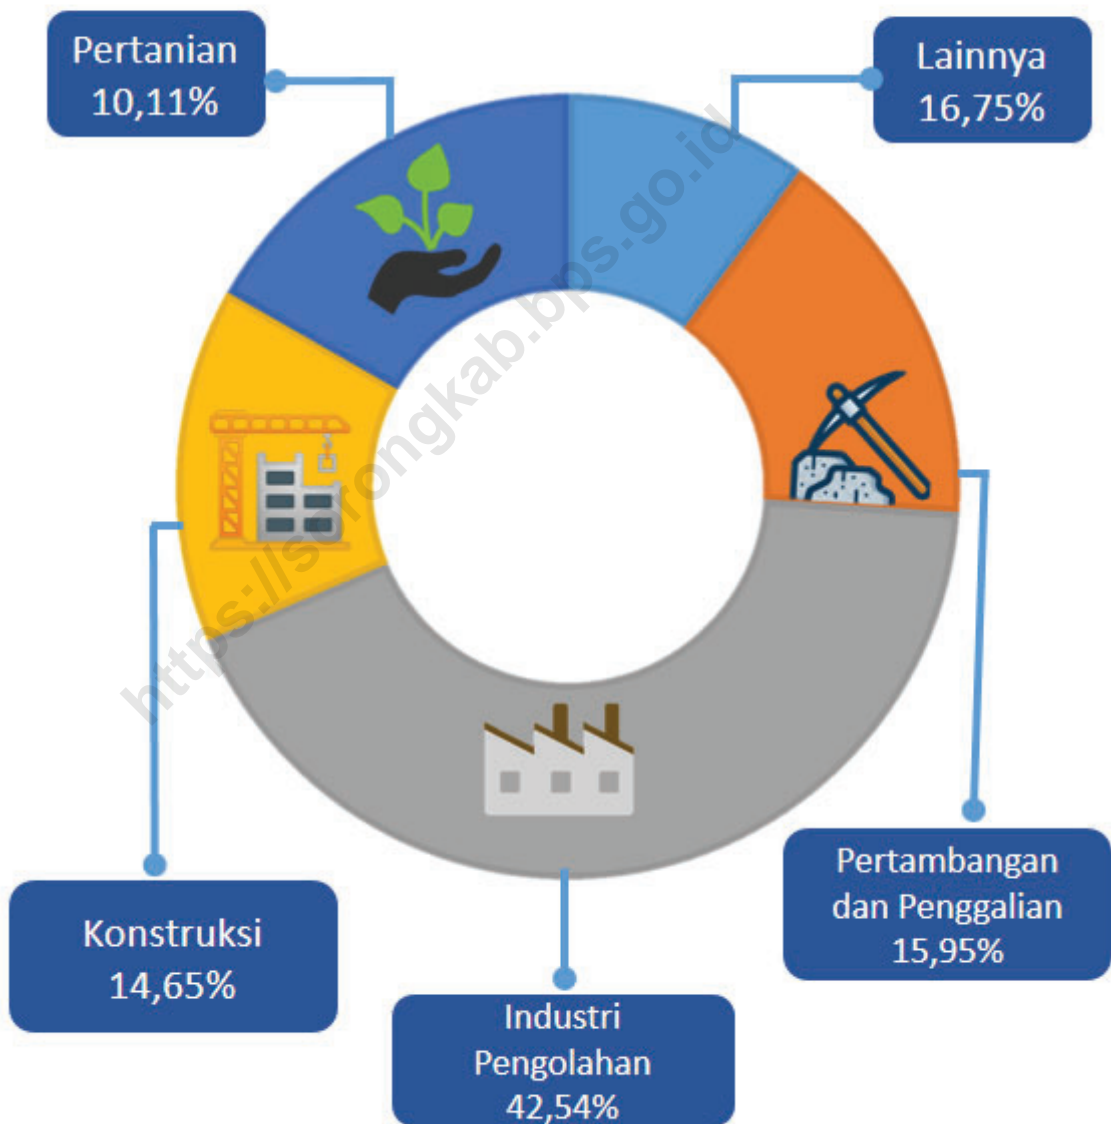 Pertanian
10,11%
Lainnya
16,75%
https://sorongkab.bps.go.id
Konstruksi
14,65%
Pertambangan
dan Penggalian
15,95%
Industri
Pengolahan
42,54%